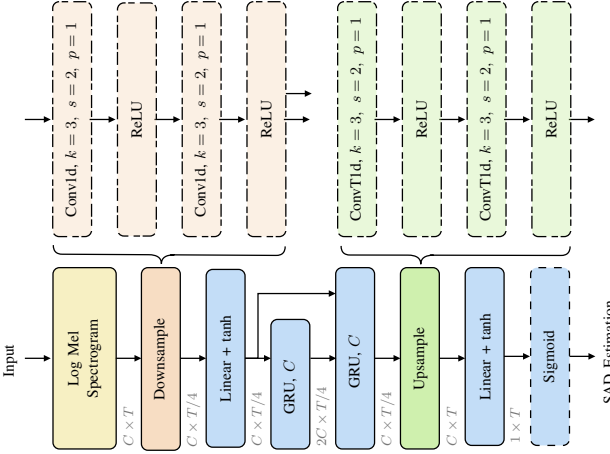 Input
Log Mel
Spectrogram
C × T
Downsample
C × T/4
Linear + tanh
C × T/4
GRU, C
2C × T/4
GRU, C
C × T/4
Upsample
C × T
Linear + tanh
1 × T
Sigmoid
SAD Estimation
Conv1d, k = 3, s = 2, p = 1
ReLU
Conv1d, k = 3, s = 2, p = 1
ReLU
ConvT1d, k = 3, s = 2, p = 1
ReLU
ConvT1d, k = 3, s = 2, p = 1
ReLU